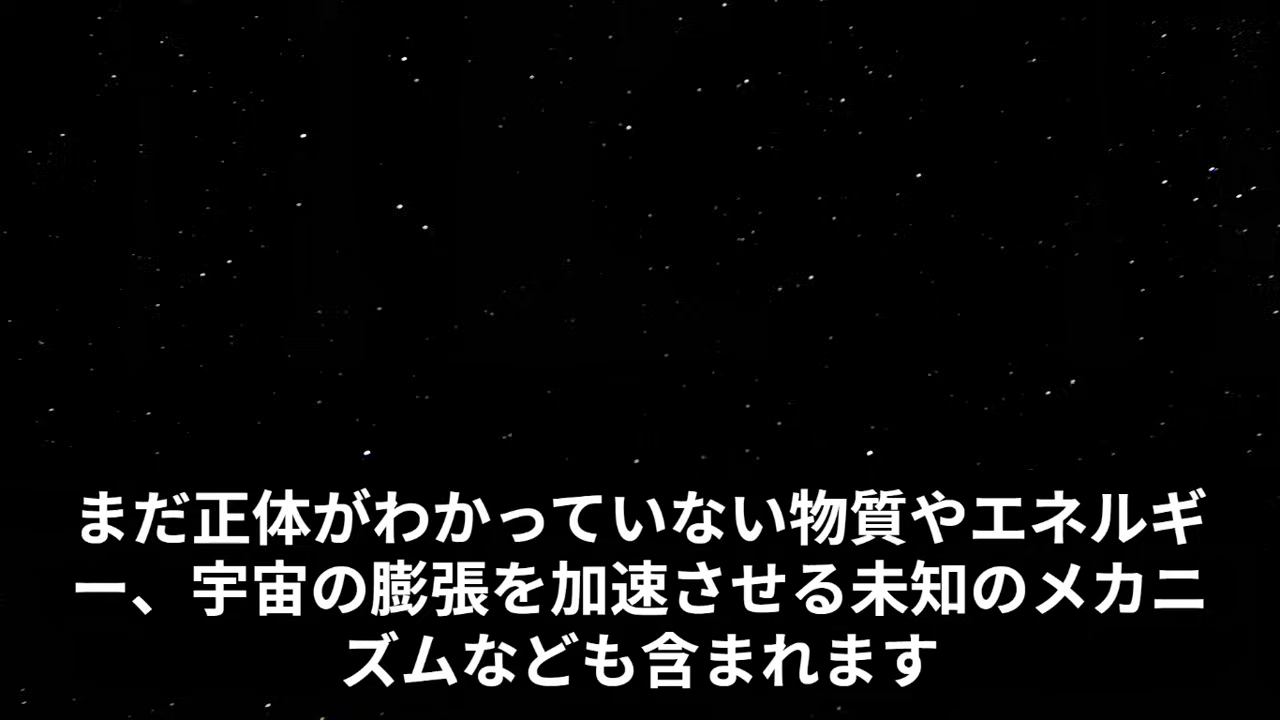 まだ正体がわかっていない物質やエネルギ
ー、宇宙の膨張を加速させる未知のメカニ
ズムなども含まれます